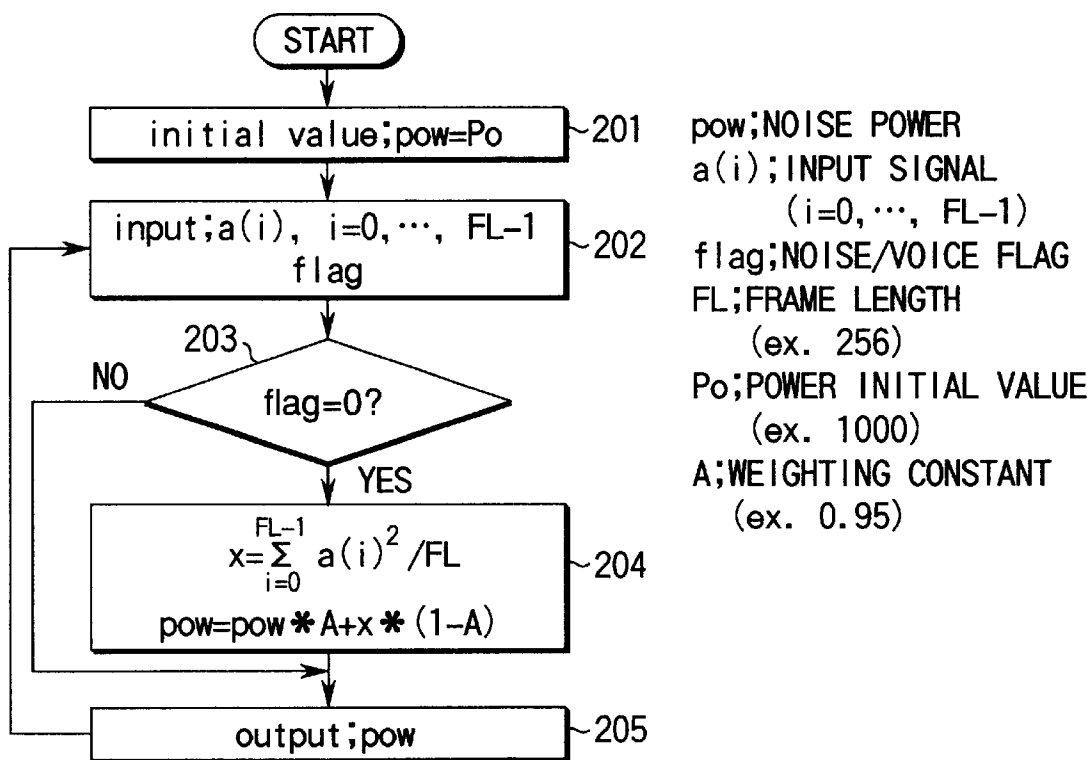 START
initial value;pow=Po
201
input;a(i), i=0,…, FL-1
flag
202
203
NO
flag=0?
YES
x=Σ a(i)²/FL
FL-1
i=0
pow=pow*A+x*(1-A)
204
output;pow
205
pow;NOISE POWER
a(i);INPUT SIGNAL
(i=0,…, FL-1)
flag;NOISE/VOICE FLAG
FL;FRAME LENGTH
(ex. 256)
Po;POWER INITIAL VALUE
(ex. 1000)
A;WEIGHTING CONSTANT
(ex. 0.95)